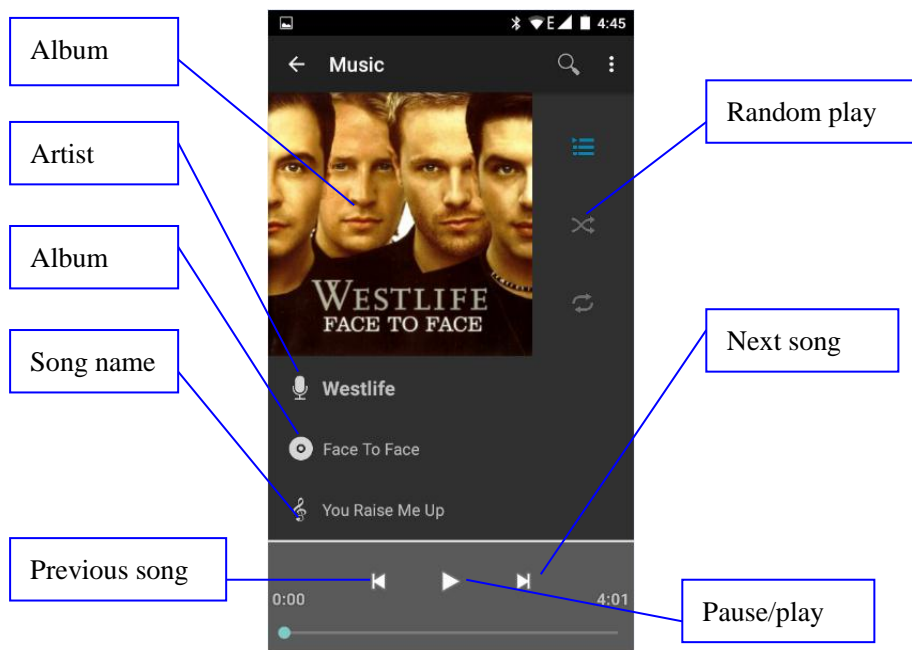 Album
Artist
Album
Song name
Previous song
E
4:45
Music
WESTLIFE
FACE TO FACE
Westlife
Face To Face
You Raise Me Up
0:00
4:01
Random play
Next song
Pause/play